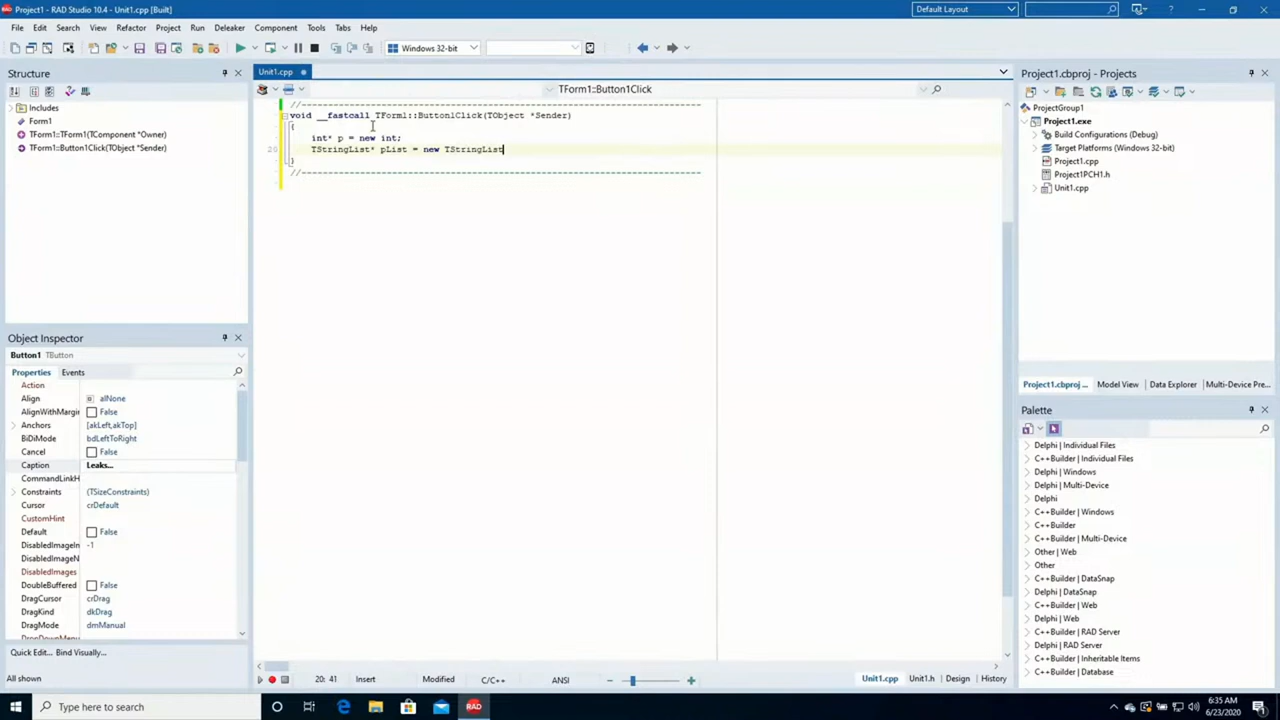 Project1 - RAD Studio 10.4 - Unit1.cpp [Built]
Default Layout
File Edit Search View Refactor Project Run Deleaker Component Tools Tabs Help
Windows 32-bit
Structure
Includes
Form1
TForm1::TForm1(TComponent *Owner)
TForm1::Button1Click(TObject *Sender)
Object Inspector
Button1 TButton
Properties Events
Action
Align alNone
AlignWithMargin False
Anchors [akLeft,akTop]
BiDiMode bdLeftToRight
Cancel False
Caption Leaks...
CommandLinkH
Constraints (TSizeConstraints)
Cursor crDefault
CustomHint
Default False
DisabledImageIn -1
DisabledImageN
DisabledImages
DoubleBuffered False
DragCursor crDrag
DragKind dkDrag
DragMode dmManual
DropDownMenu
Quick Edit... Bind Visually...
All shown
Unit1.cpp
TForm1::Button1Click
//---------------------------------------------------------------------------
void __fastcall TForm1::Button1Click(TObject *Sender)
{
int* p = new int;
20 TStringList* pList = new TStringList
}
//---------------------------------------------------------------------------
20: 41 Insert Modified C/C++ ANSI Unit1.cpp Unit1.h Design History
Project1.cbproj - Projects
ProjectGroup1
Project1.exe
Build Configurations (Debug)
Target Platforms (Windows 32-bit)
Project1.cpp
Project1PCH1.h
Unit1.cpp
Project1.cbproj ... Model View Data Explorer Multi-Device Pre...
Palette
Delphi | Individual Files
C++Builder | Individual Files
Delphi | Windows
Delphi | Multi-Device
Delphi
C++Builder | Windows
C++Builder
C++Builder | Multi-Device
Other | Web
Other
C++Builder | DataSnap
Delphi | DataSnap
C++Builder | Web
Delphi | Web
C++Builder | RAD Server
Delphi | RAD Server
C++Builder | Inheritable Items
C++Builder | Database
Type here to search
RAD
6:35 AM
6/23/2020